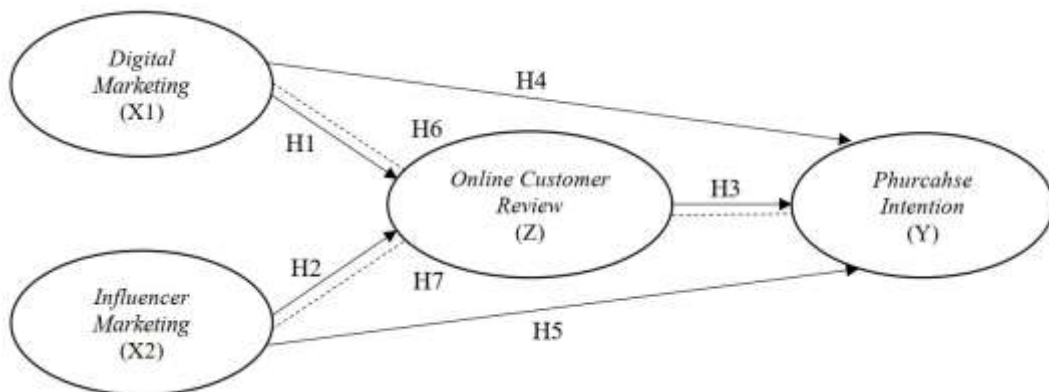 Digital
Marketing
(X1)
H4
H6
H1
Online Customer
Review
(Z)
H3
Phurcahse
Intention
(Y)
H2
H7
Influencer
Marketing
(X2)
H5